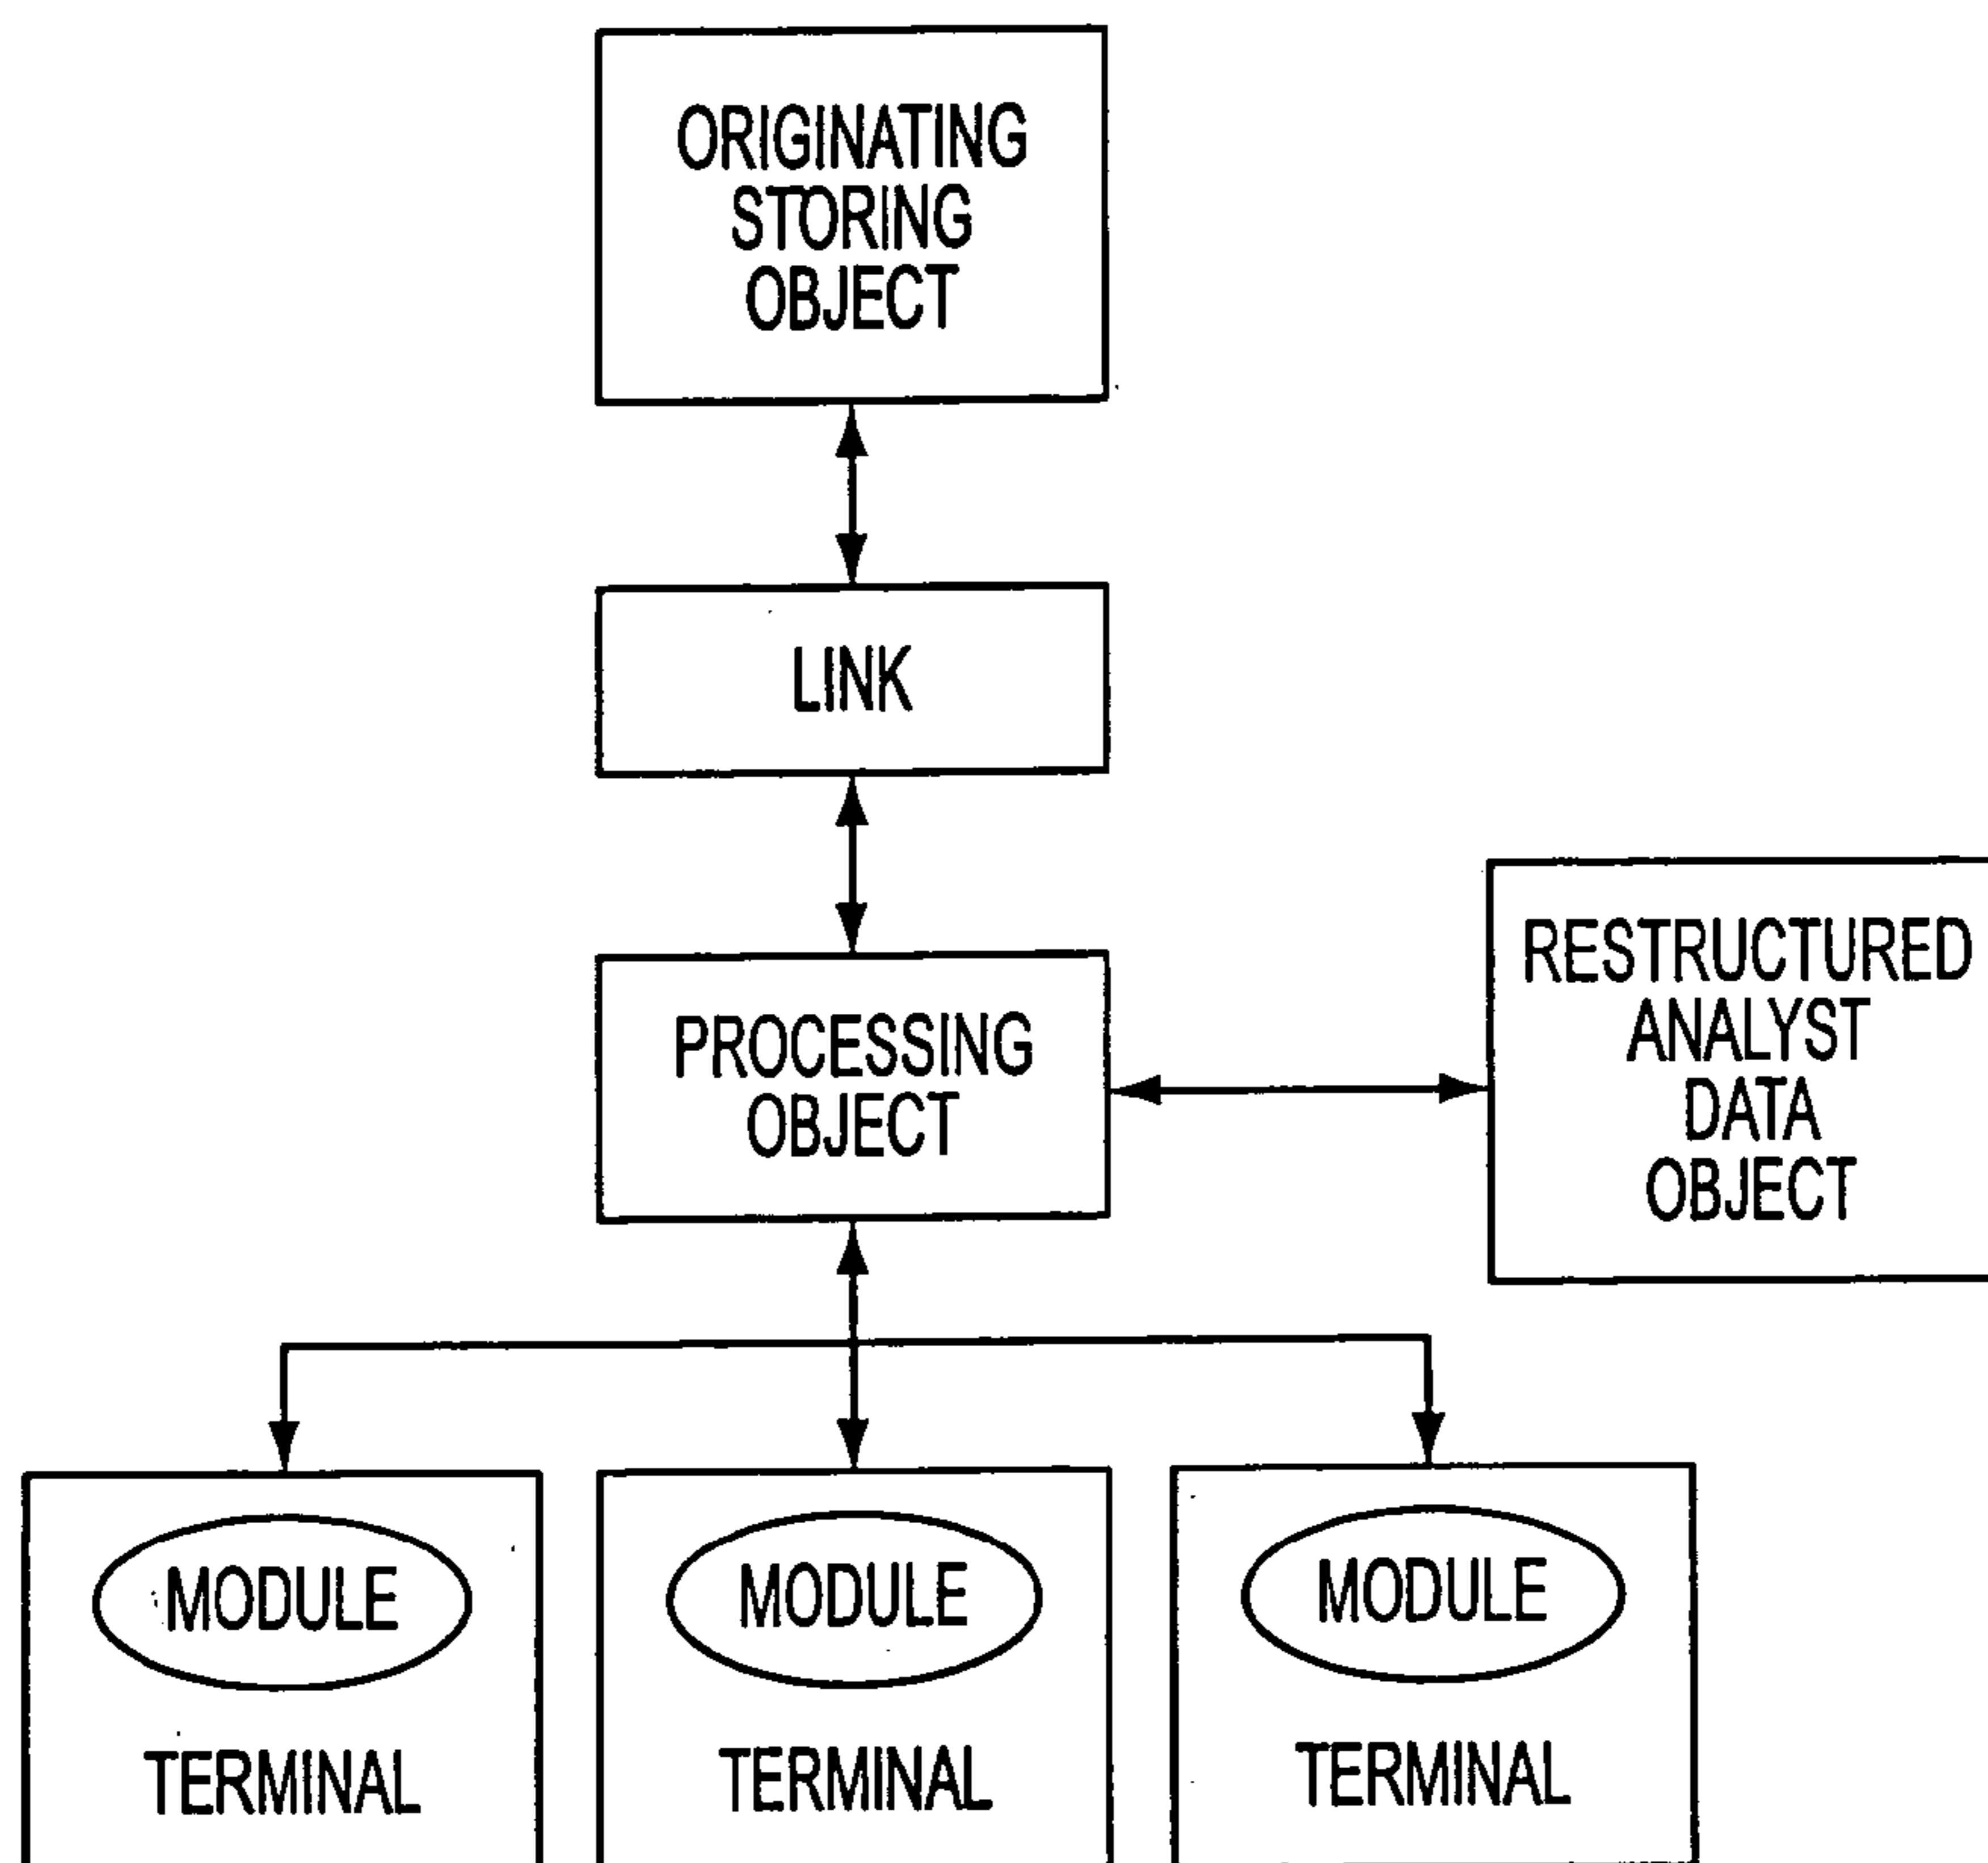 ORIGINATING
STORING
OBJECT
LINK
PROCESSING
OBJECT
RESTRUCTURED
ANALYST
DATA
OBJECT
MODULE
TERMINAL
MODULE
TERMINAL
MODULE
TERMINAL